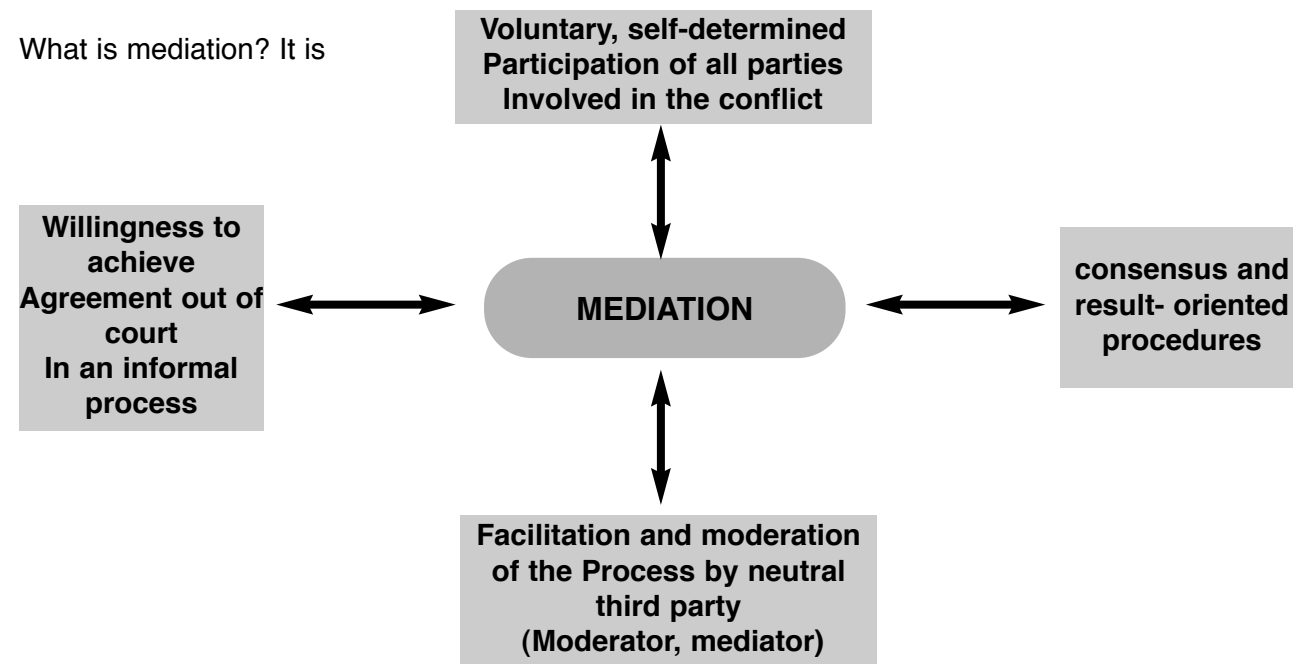 What is mediation? It is
Voluntary, self-determined
Participation of all parties
Involved in the conflict
Willingness to
achieve
Agreement out of
court
In an informal
process
MEDIATION
consensus and
result- oriented
procedures
Facilitation and moderation
of the Process by neutral
third party
(Moderator, mediator)